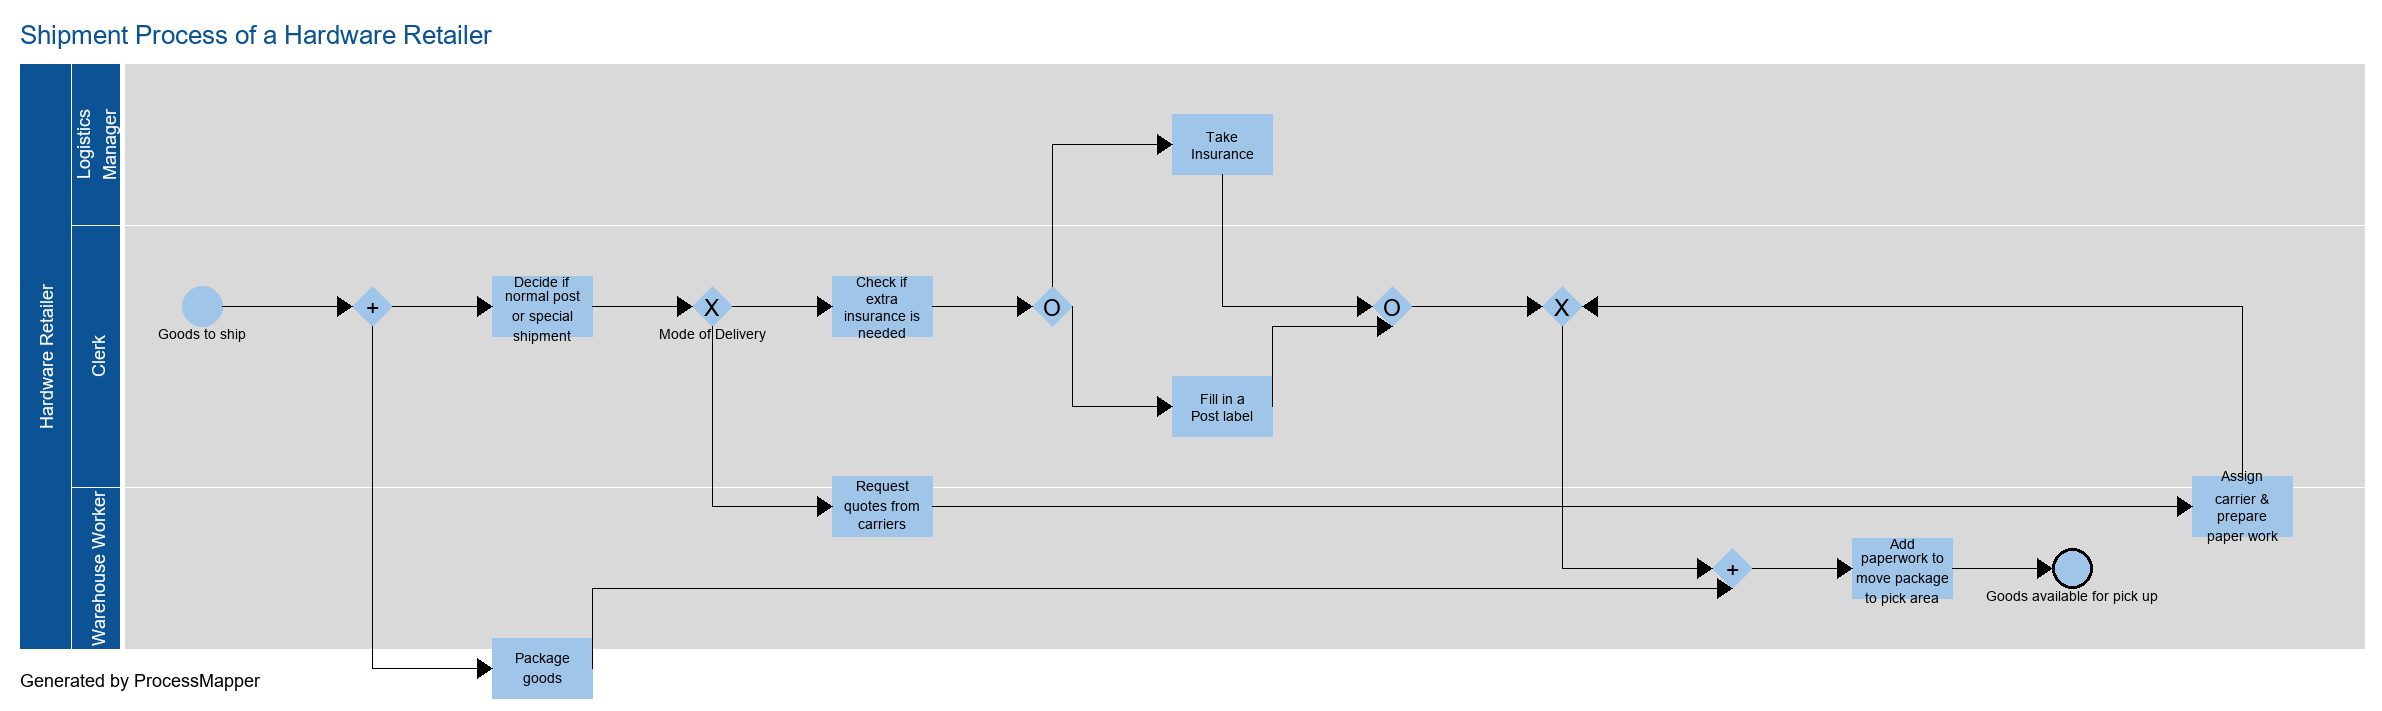 Shipment Process of a Hardware Retailer
Hardware Retailer
Logistics
Manager
Take
Insurance
Clerk
Goods to ship
+
Decide if
normal post
or special
shipment
X
Mode of Delivery
Check if
extra
insurance is
needed
O
O
X
Fill in a
Post label
Request
quotes from
carriers
Assign
carrier &
prepare
paper work
Warehouse Worker
+
Add
paperwork to
move package
to pick area
Goods available for pick up
Package
goods
Generated by ProcessMapper